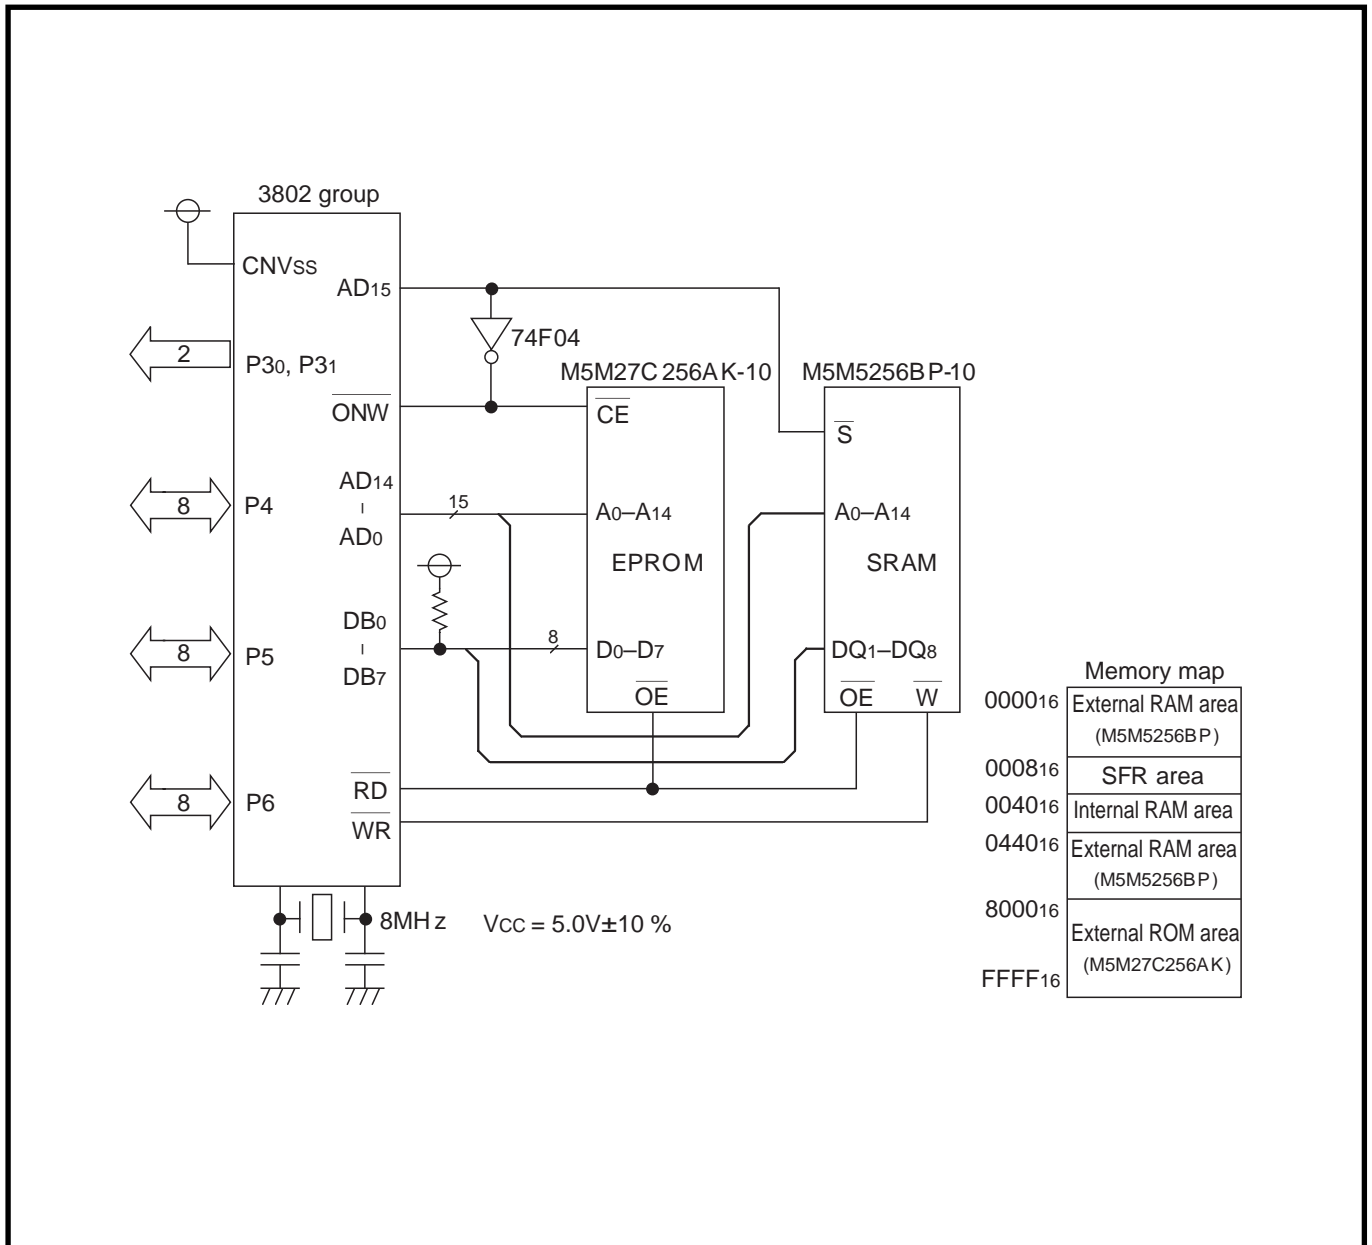 3802 group
CNVSS
AD15
74F04
2
P30, P31
M5M27C256AK-10
M5M5256BP-10
ONW
CE
S
AD14
8
P4
15
A0–A14
A0–A14
AD0
EPROM
SRAM
DB0
8
8
P5
D0–D7
DQ1–DQ8
DB7
OE
OE
W
Memory map
000016
External RAM area
(M5M5256BP)
000816
SFR area
004016
Internal RAM area
044016
External RAM area
(M5M5256BP)
800016
External ROM area
(M5M27C256AK)
FFFF16
8
P6
RD
WR
8MHz
VCC = 5.0V±10 %